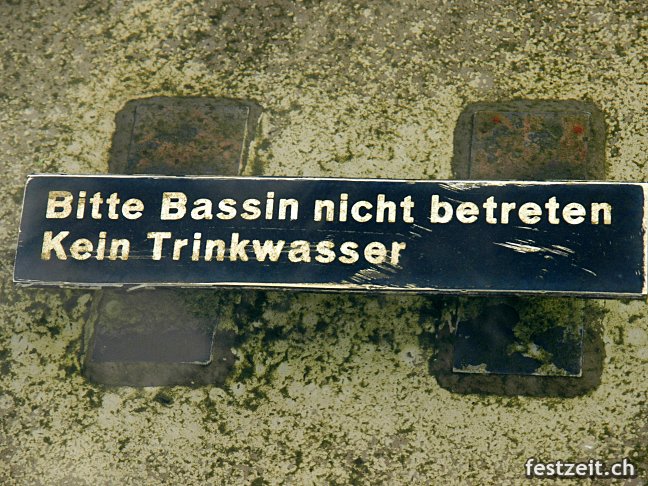 Bitte Bassin nicht betreten
Kein Trinkwasser
festzeit.ch